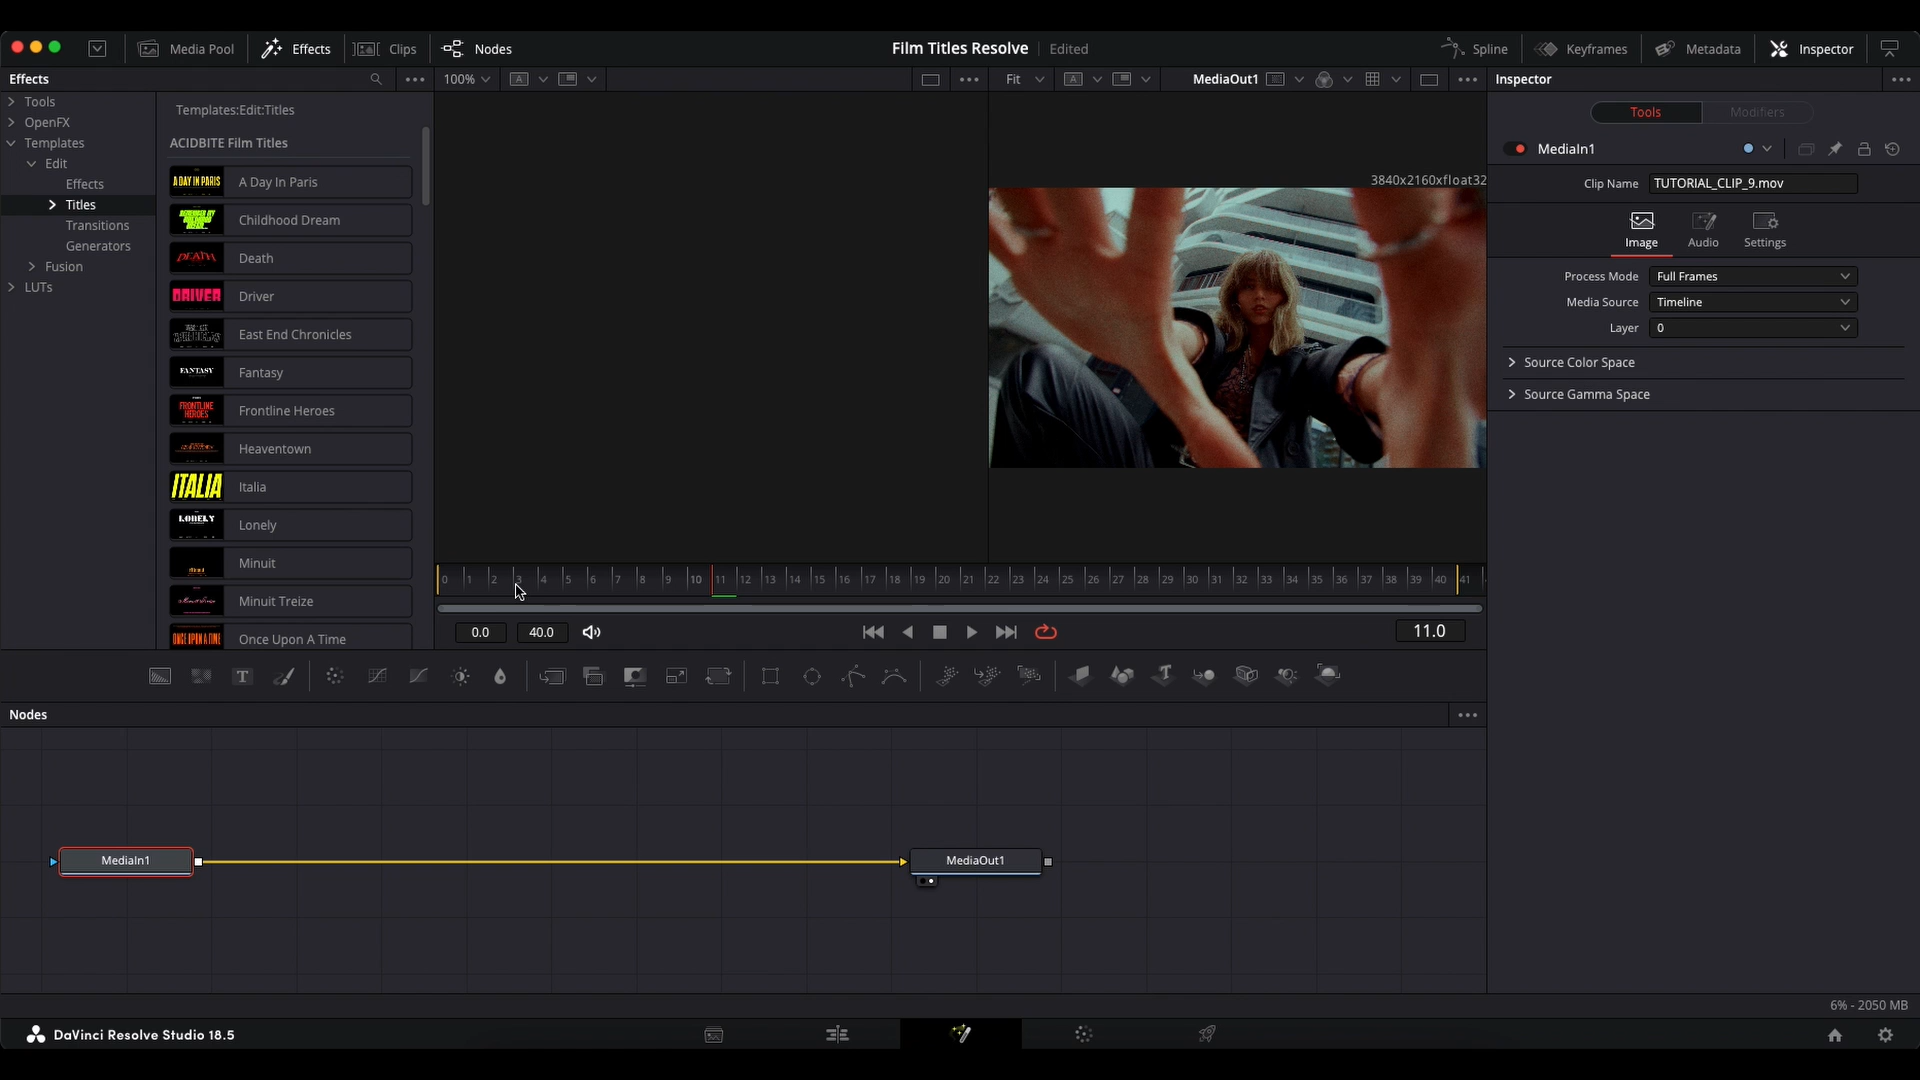 Media Pool
Effects
Clips
Nodes
Film Titles Resolve
Edited
Spline
Keyframes
Metadata
Inspector
Effects
100%
A
Fit
A
MediaOut1
Inspector
Tools
OpenFX
Templates
Edit
Effects
Titles
Transitions
Generators
Fusion
LUTs
Templates:Edit:Titles
ACIDBITE Film Titles
A DAY IN PARIS
A Day In Paris
Childhood Dream
DEATH
Death
DRIVER
Driver
East End Chronicles
FANTASY
Fantasy
FRONTLINE HEROES
Frontline Heroes
Heaventown
ITALIA
Italia
LONELY
Lonely
Minuit
Minuit Treize
ONCE UPON A TIME
Once Upon A Time
3840x2160xfloat32
Tools
Modifiers
MediaIn1
Clip Name
TUTORIAL_CLIP_9.mov
Image
Audio
Settings
Process Mode
Full Frames
Media Source
Timeline
Layer
0
Source Color Space
Source Gamma Space
0 1 2 3 4 5 6 7 8 9 10 11 12 13 14 15 16 17 18 19 20 21 22 23 24 25 26 27 28 29 30 31 32 33 34 35 36 37 38 39 40 41
0.0
40.0
11.0
T
T
Nodes
MediaIn1
MediaOut1
6% - 2050 MB
DaVinci Resolve Studio 18.5